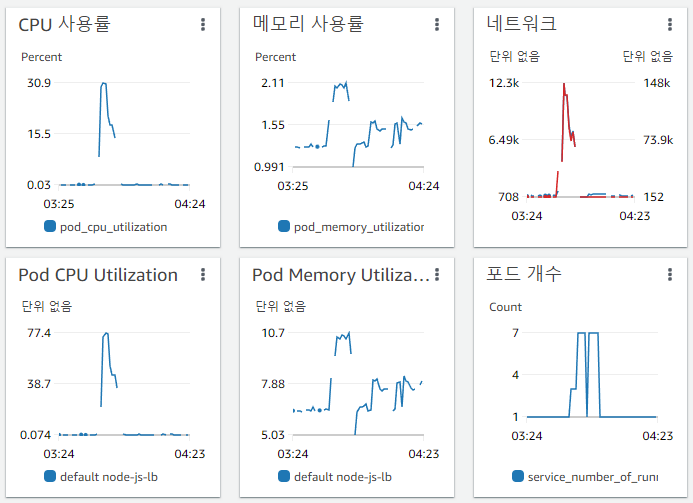 CPU 사용률
Percent
30.9
15.5
0.03
03:25 04:24
pod_cpu_utilization
메모리 사용률
Percent
2.11
1.55
0.991
03:25 04:24
pod_memory_utilization
네트워크
단위 없음 단위 없음
12.3k 148k
6.49k 73.9k
708 152
03:24 04:23
Pod CPU Utilization
단위 없음
77.4
38.7
0.074
03:24 04:23
default node-js-lb
Pod Memory Utiliza...
단위 없음
10.7
7.88
5.03
03:24 04:23
default node-js-lb
포드 개수
Count
7
4
1
03:24 04:23
service_number_of_runn